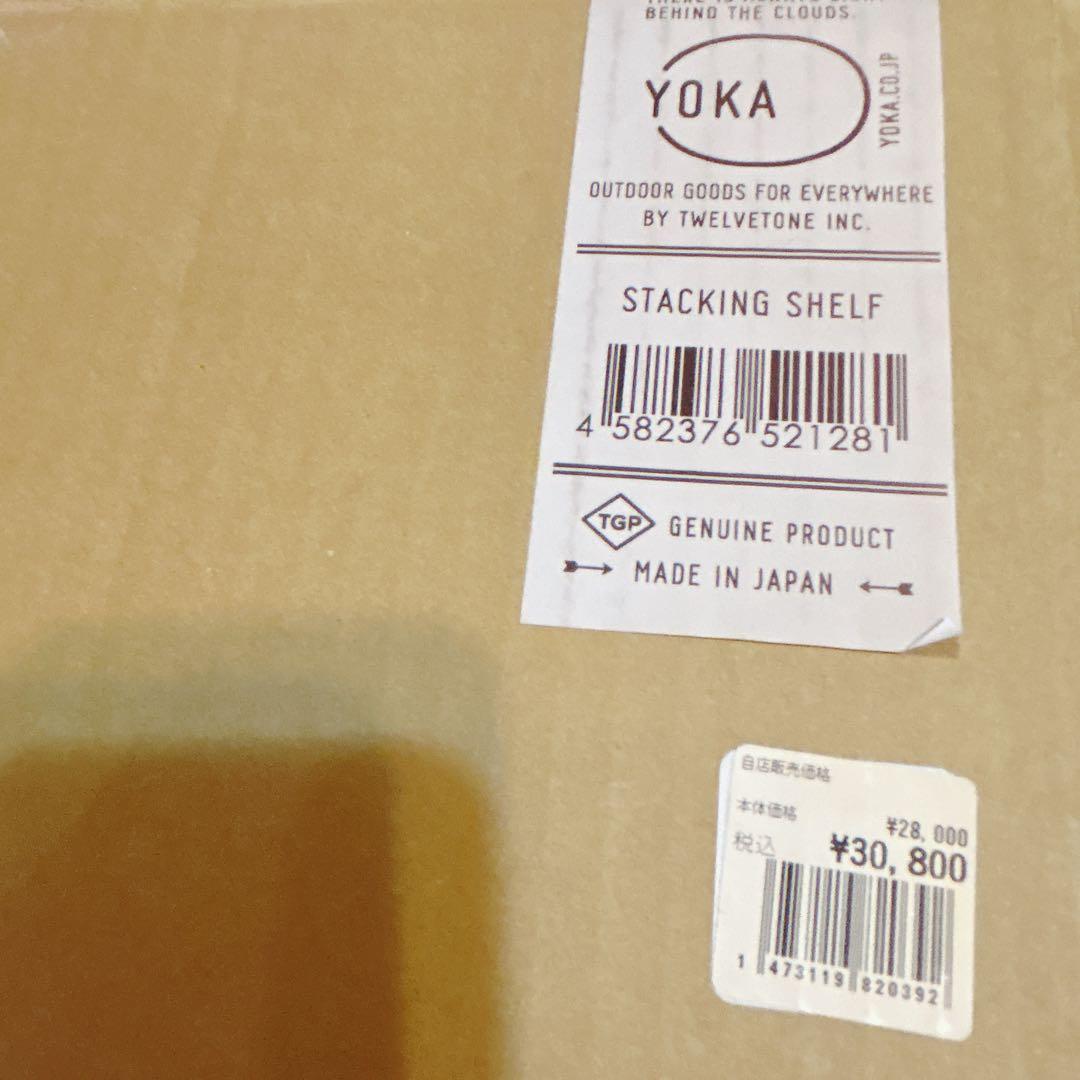 BEHIND THE CLOUDS.
YOKA
YOKA.CO.JP
OUTDOOR GOODS FOR EVERYWHERE
BY TWELVETONE INC.
STACKING SHELF
4 582376 521281
TGP GENUINE PRODUCT
MADE IN JAPAN
自店販売価格
本体価格 ¥28,000
税込 ¥30,800
1 473119 820392